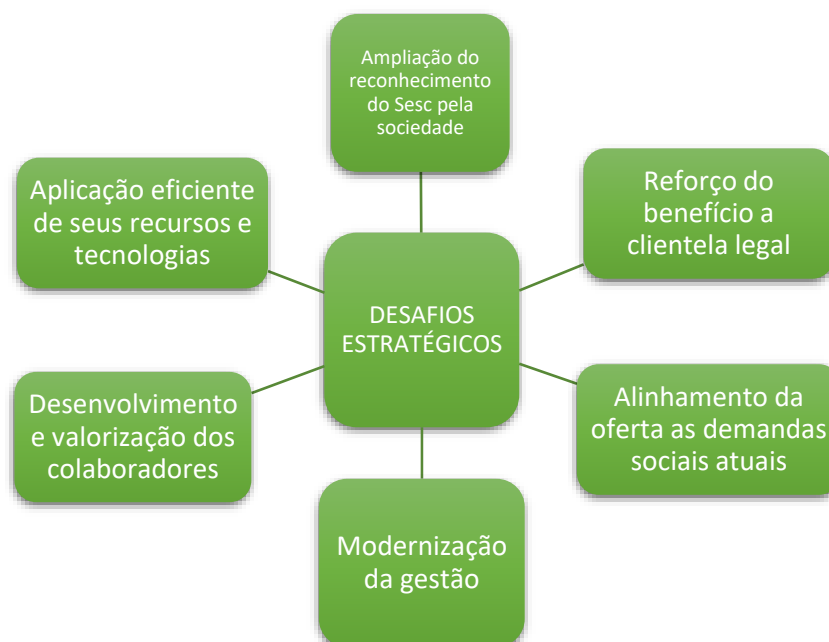 Ampliação do
reconhecimento
do Sesc pela
sociedade
Aplicação eficiente
de seus recursos e
tecnologias
Reforço do
benefício a
clientela legal
DESAFIOS
ESTRATÉGICOS
Desenvolvimento
e valorização dos
colaboradores
Alinhamento da
oferta as demandas
sociais atuais
Modernização
da gestão